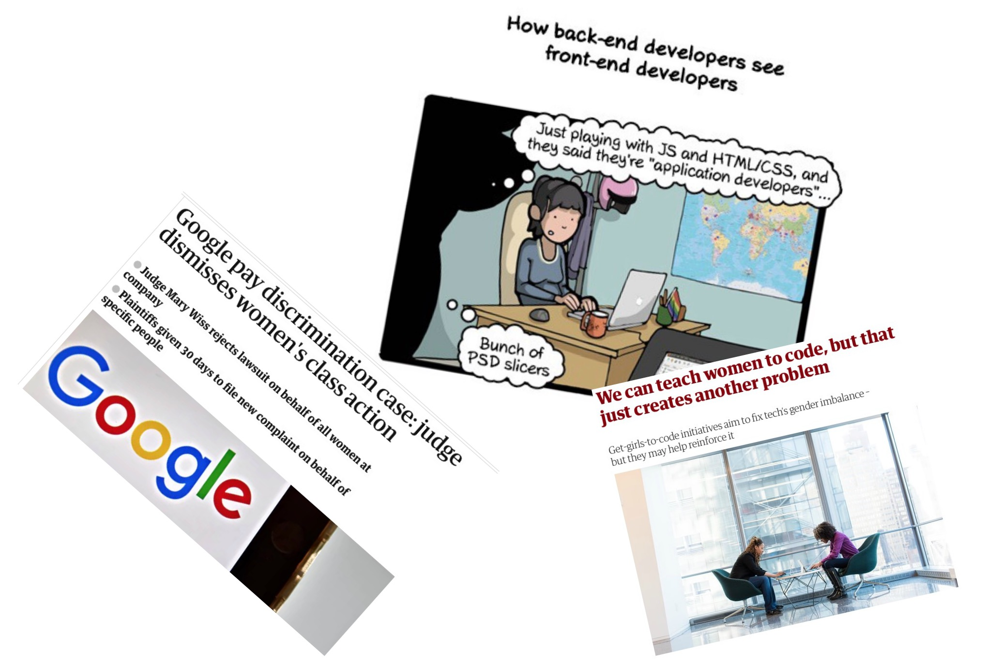 How back-end developers see
front-end developers
Just playing with JS and HTML/CSS, and
they said they're "application developers"...
Bunch of
PSD slicers
Google pay discrimination case: judge
dismisses women's class action
Judge Mary Wiss rejects lawsuit on behalf of all women at
company
Plaintiffs given 30 days to file new complaint on behalf of
specific people
Google
We can teach women to code, but that
just creates another problem
Get-girls-to-code initiatives aim to fix tech's gender imbalance –
but they may help reinforce it